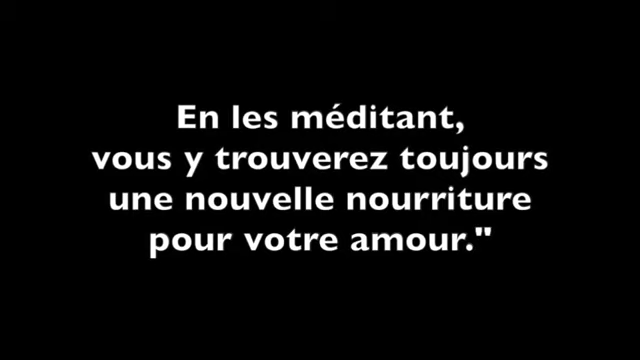 En les méditant,
vous y trouverez toujours
une nouvelle nourriture
pour votre amour."